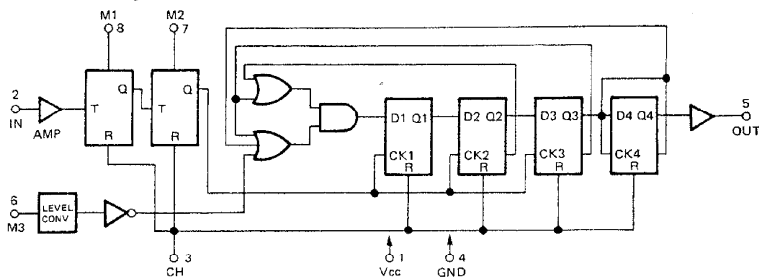 M1
8
M2
7
2
IN
AMP
T
Q
R
T
Q
R
D1
Q1
CK1
R
D2
Q2
CK2
R
D3
Q3
CK3
R
D4
Q4
CK4
R
5
OUT
6
M3
LEVEL
CONV
3
CH
1
Vcc
4
GND